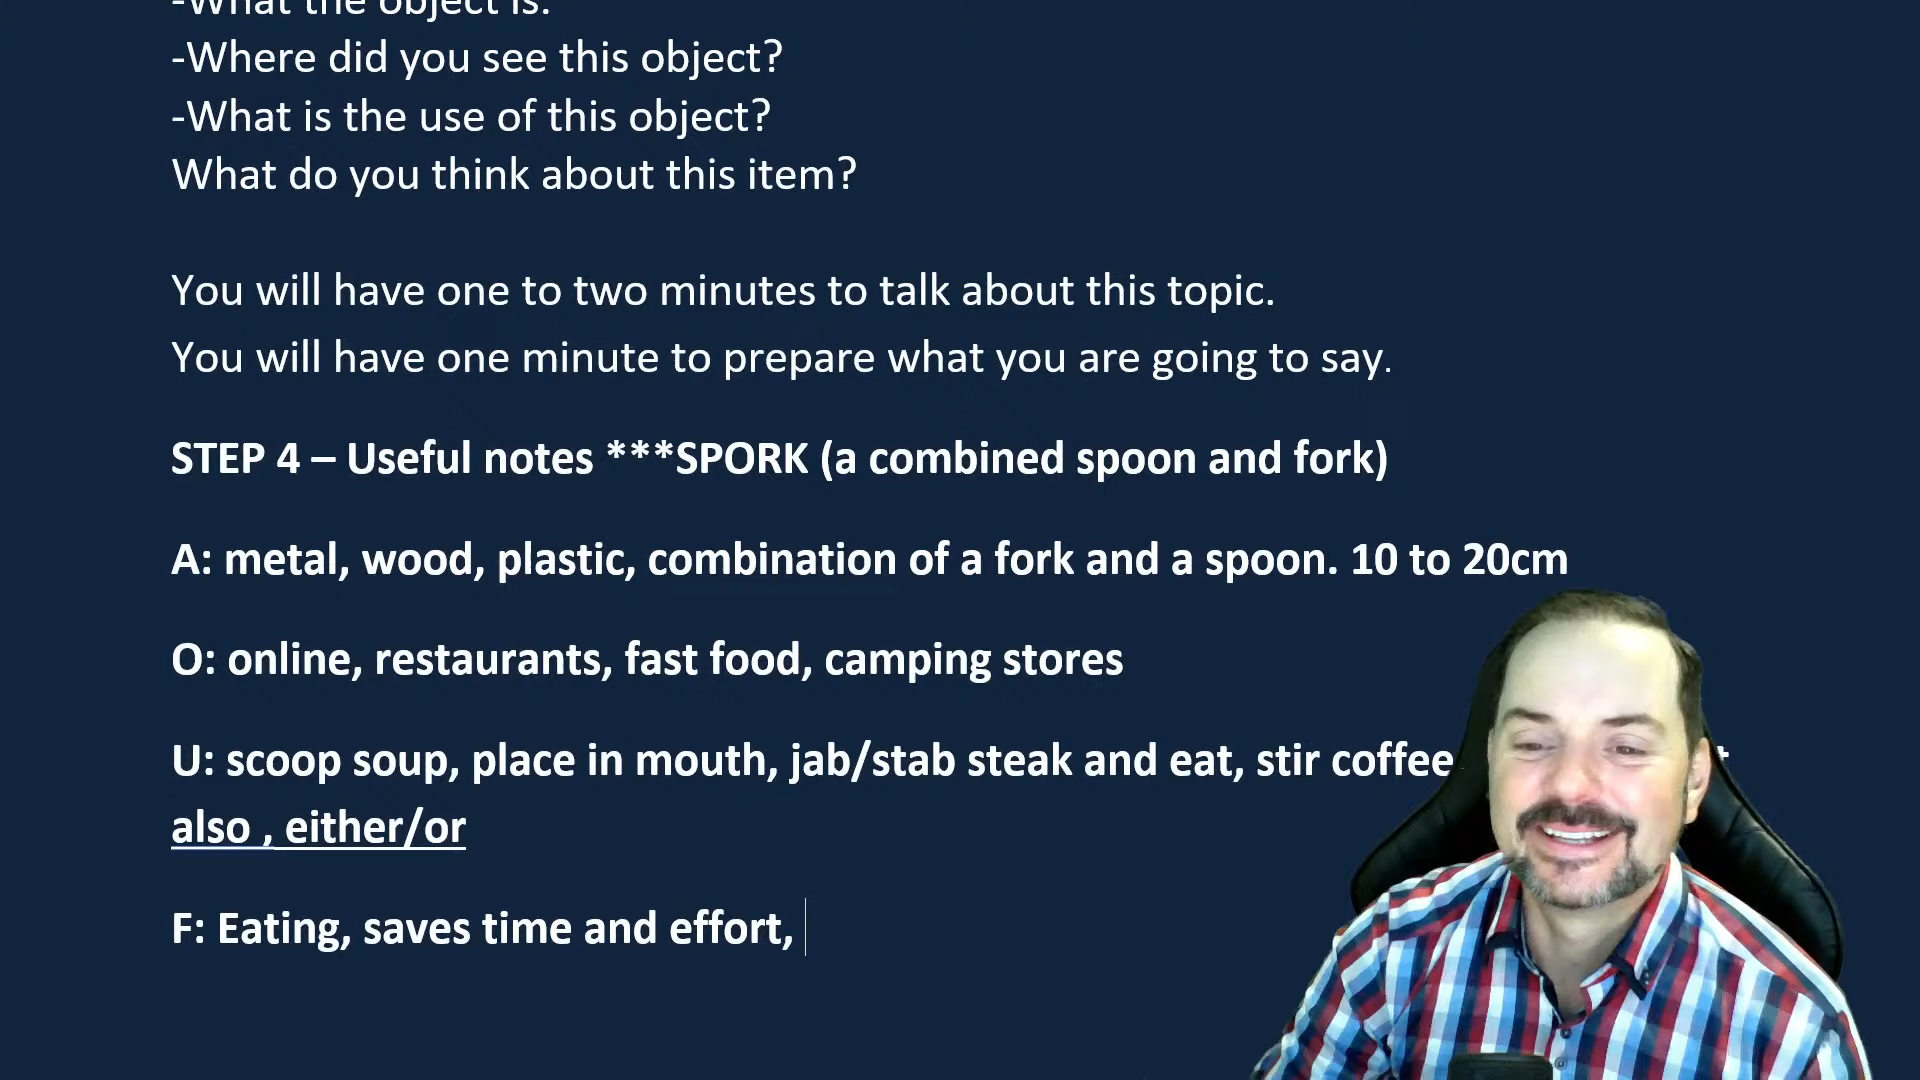 -What the object is.
-Where did you see this object?
-What is the use of this object?
What do you think about this item?
You will have one to two minutes to talk about this topic.
You will have one minute to prepare what you are going to say.
STEP 4 – Useful notes ***SPORK (a combined spoon and fork)
A: metal, wood, plastic, combination of a fork and a spoon. 10 to 20cm
O: online, restaurants, fast food, camping stores
U: scoop soup, place in mouth, jab/stab steak and eat, stir coffee
also , either/or
F: Eating, saves time and effort,